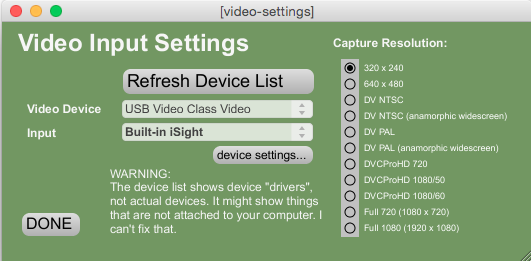 [video-settings]
Video Input Settings
Refresh Device List
Video Device
USB Video Class Video
Input
Built-in iSight
device settings...
WARNING:
The device list shows device "drivers",
not actual devices. It might show things
that are not attached to your computer. I
can't fix that.
DONE
Capture Resolution:
320 x 240
640 x 480
DV NTSC
DV NTSC (anamorphic widescreen)
DV PAL
DV PAL (anamorphic widescreen)
DVCProHD 720
DVCProHD 1080/50
DVCProHD 1080/60
Full 720 (1080 x 720)
Full 1080 (1920 x 1080)